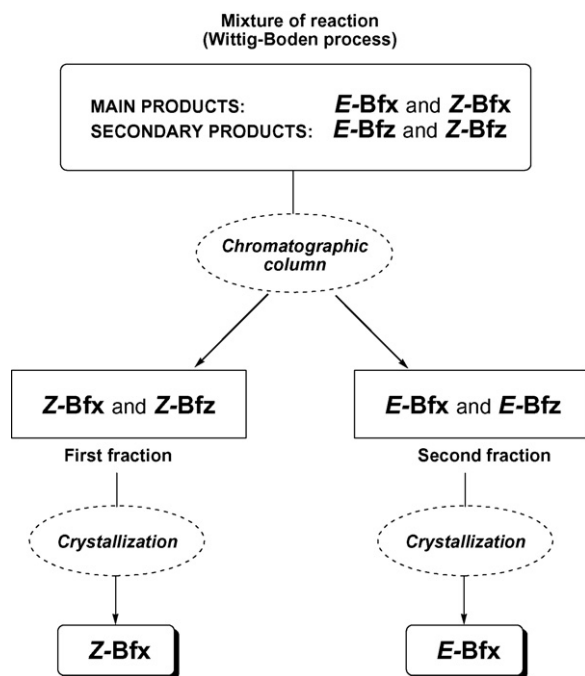 Mixture of reaction
(Wittig-Boden process)
MAIN PRODUCTS: E-Bfx and Z-Bfx
SECONDARY PRODUCTS: E-Bfz and Z-Bfz
Chromatographic
column
Z-Bfx and Z-Bfz
E-Bfx and E-Bfz
First fraction
Second fraction
Crystallization
Crystallization
Z-Bfx
E-Bfx